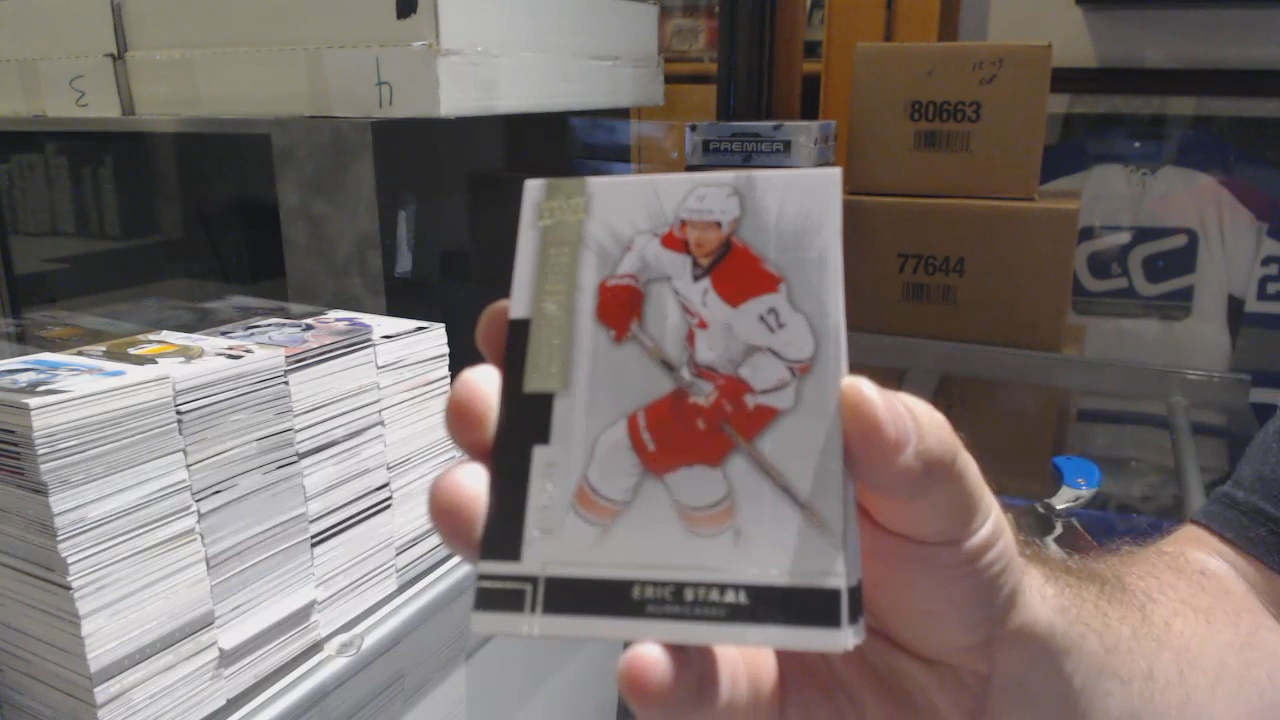 3
4
80663
PREMIER
77644
C&C
12
ERIC STAAL
HURRICANES